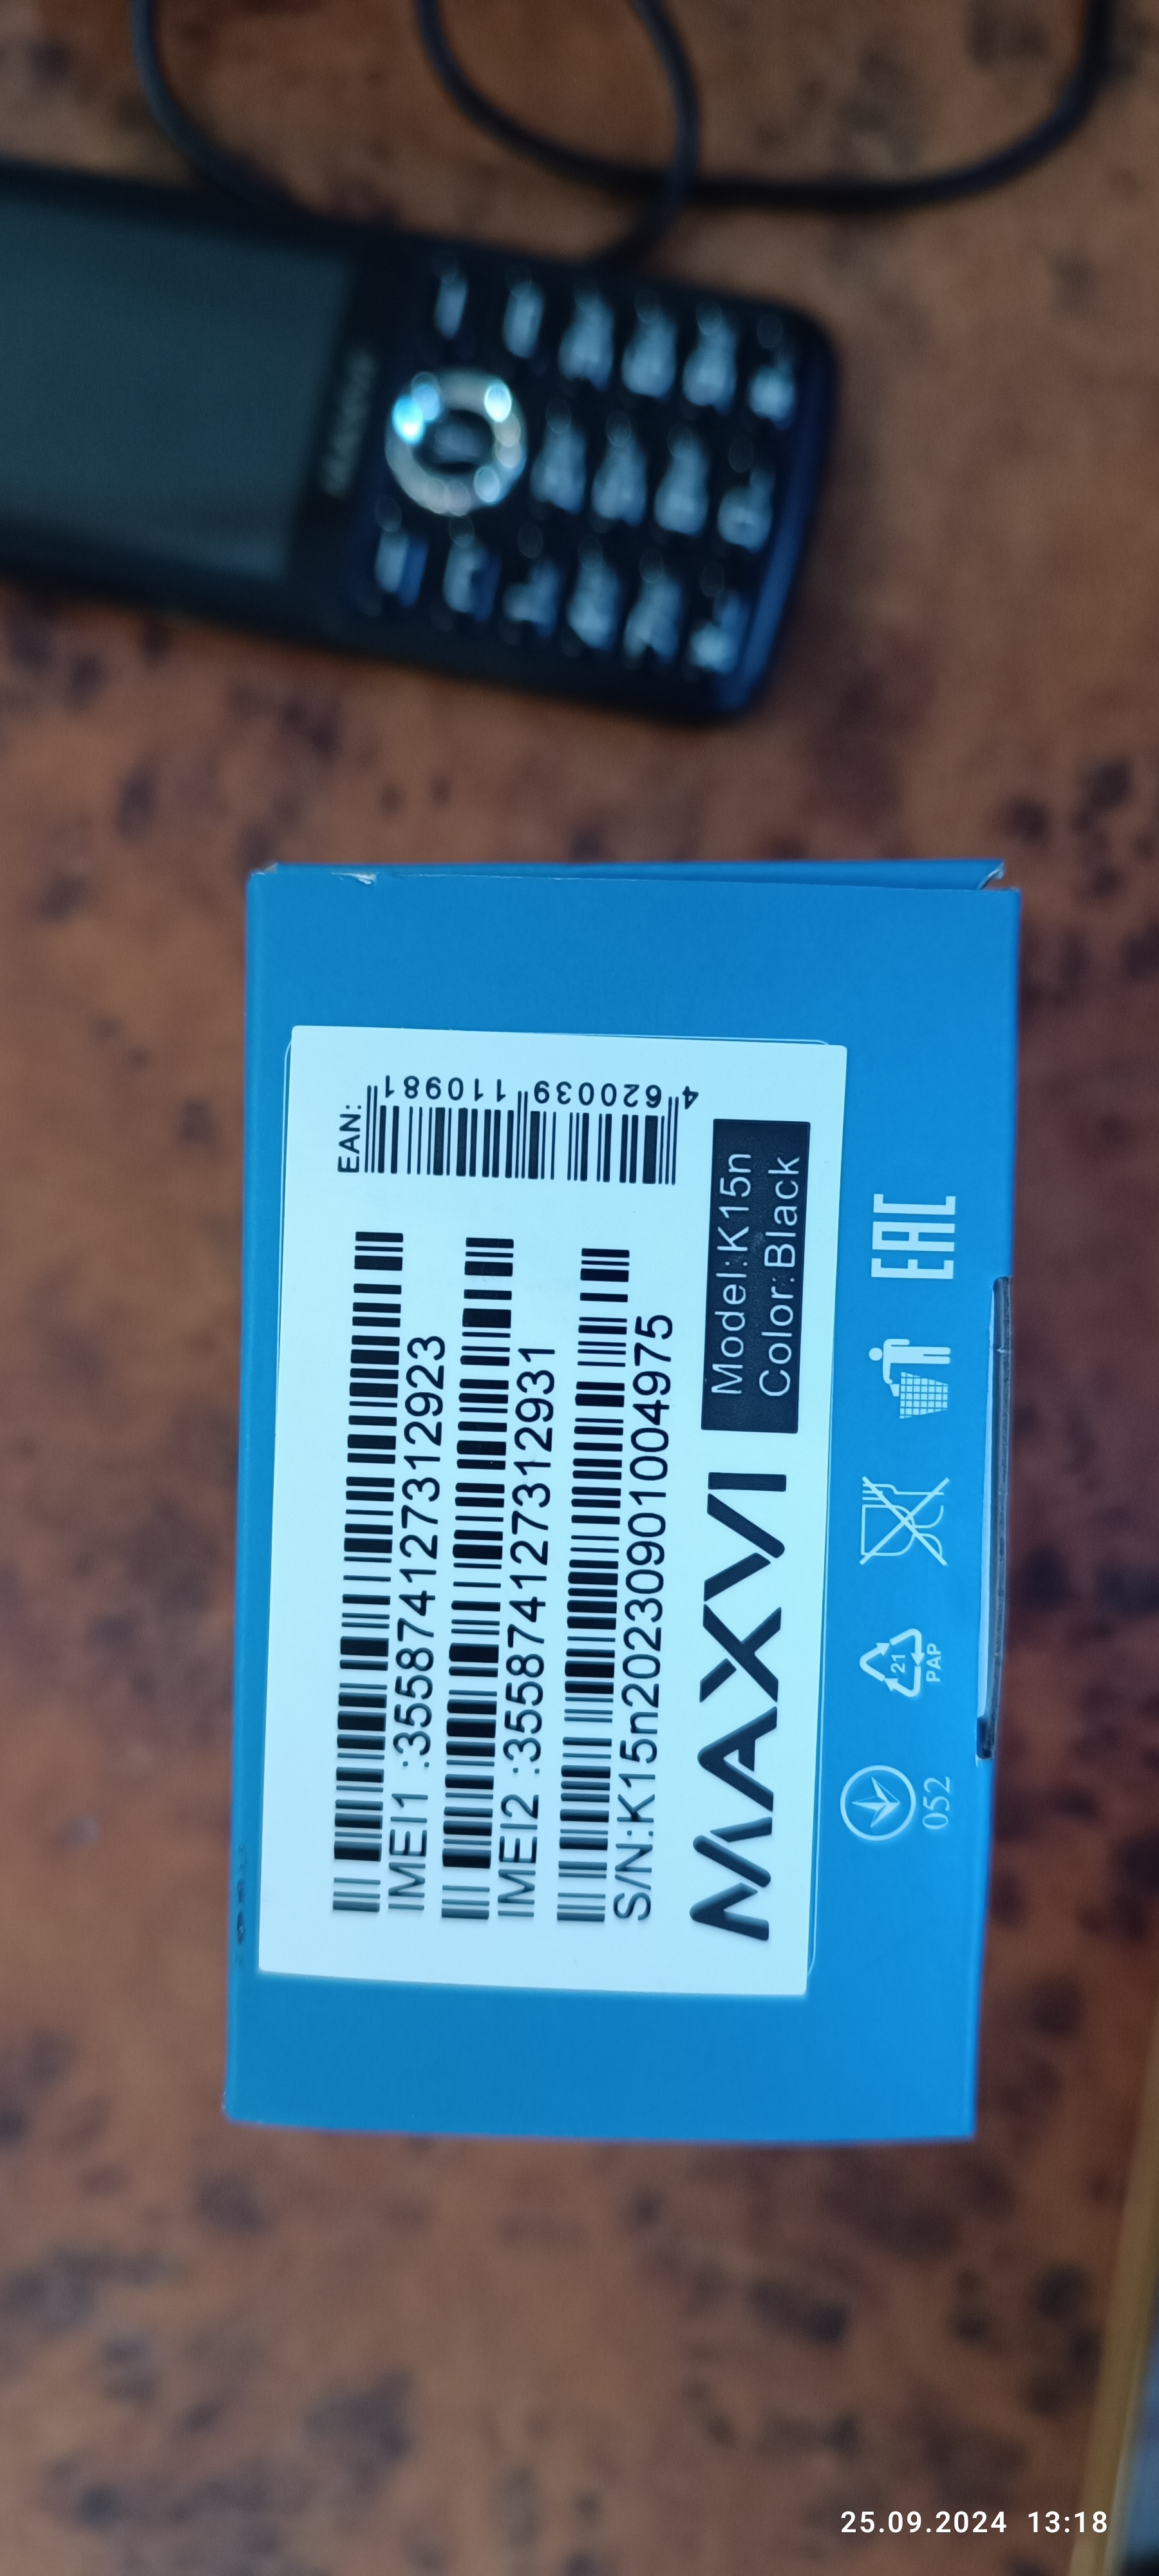 EAN:
4 620039 110981
IMEI1 :355874127312923
IMEI2 :355874127312931
S/N:K15n20230901004975
MAXVI
Model:K15n
Color:Black
052
21
PAP
EAC
25.09.2024 13:18